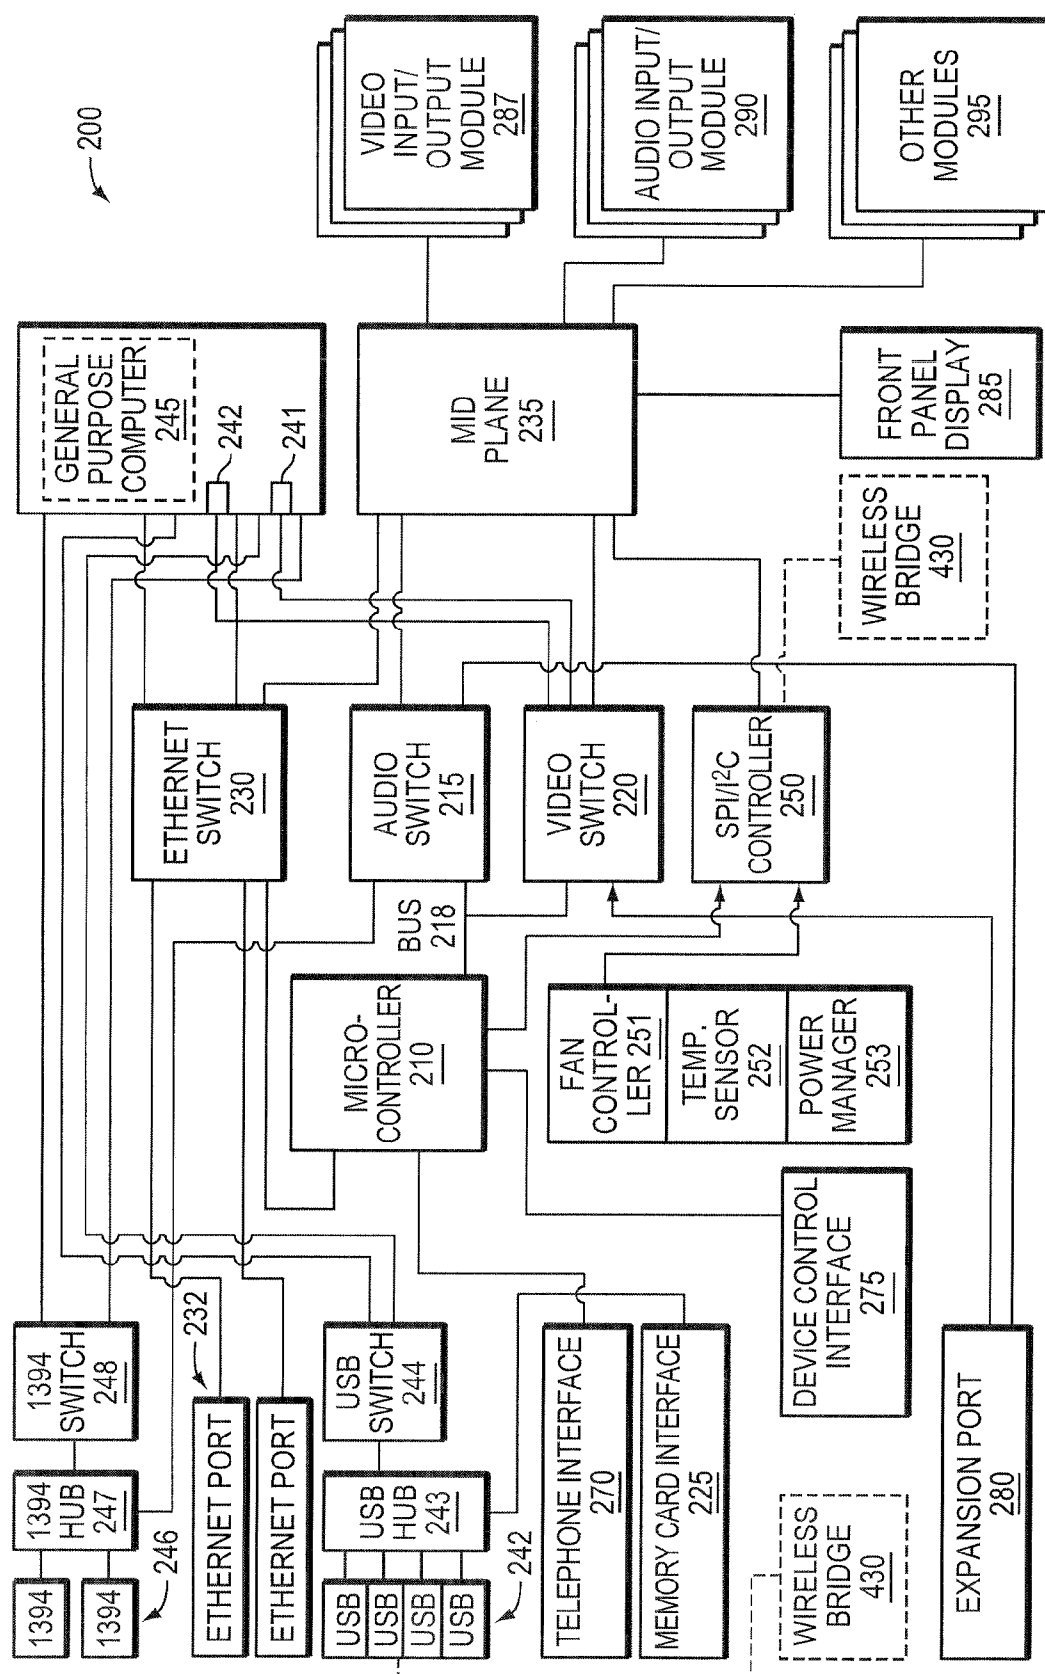 200
1394
1394
246
1394
HUB
247
1394
SWITCH
248
232
ETHERNET PORT
ETHERNET PORT
USB
USB
USB
USB
242
USB
HUB
243
USB
SWITCH
244
TELEPHONE INTERFACE
270
MEMORY CARD INTERFACE
225
WIRELESS
BRIDGE
430
EXPANSION PORT
280
DEVICE CONTROL
INTERFACE
275
MICRO-
CONTROLLER
210
BUS
218
FAN
CONTROL-
LER 251
TEMP.
SENSOR
252
POWER
MANAGER
253
ETHERNET
SWITCH
230
AUDIO
SWITCH
215
VIDEO
SWITCH
220
SPI/I²C
CONTROLLER
250
WIRELESS
BRIDGE
430
GENERAL
PURPOSE
COMPUTER
245
242
241
MID
PLANE
235
FRONT
PANEL
DISPLAY
285
VIDEO
INPUT/
OUTPUT
MODULE
287
AUDIO INPUT/
OUTPUT
MODULE
290
OTHER
MODULES
295